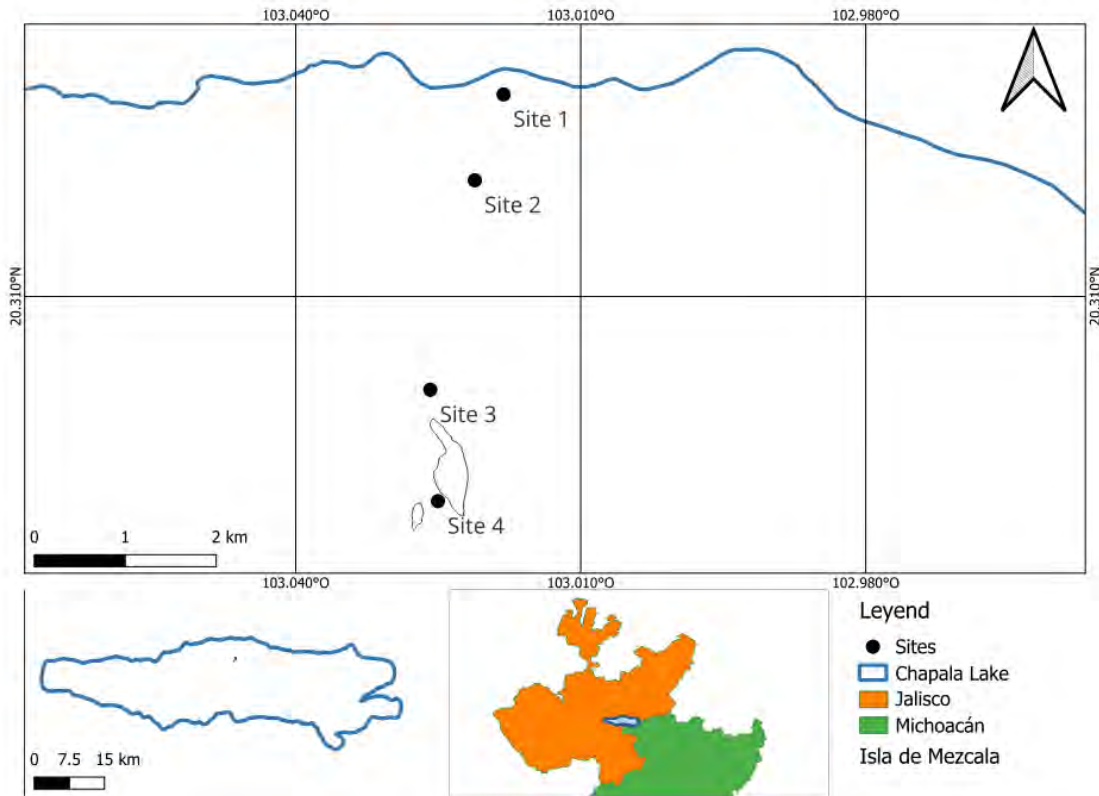 103.040°O 103.010°O 102.980°O
Site 1
Site 2
20.310°N 20.310°N
Site 3
Site 4
0 1 2 km
103.040°O 103.010°O 102.980°O
Leyend
Sites
Chapala Lake
Jalisco
Michoacán
Isla de Mezcala
0 7.5 15 km